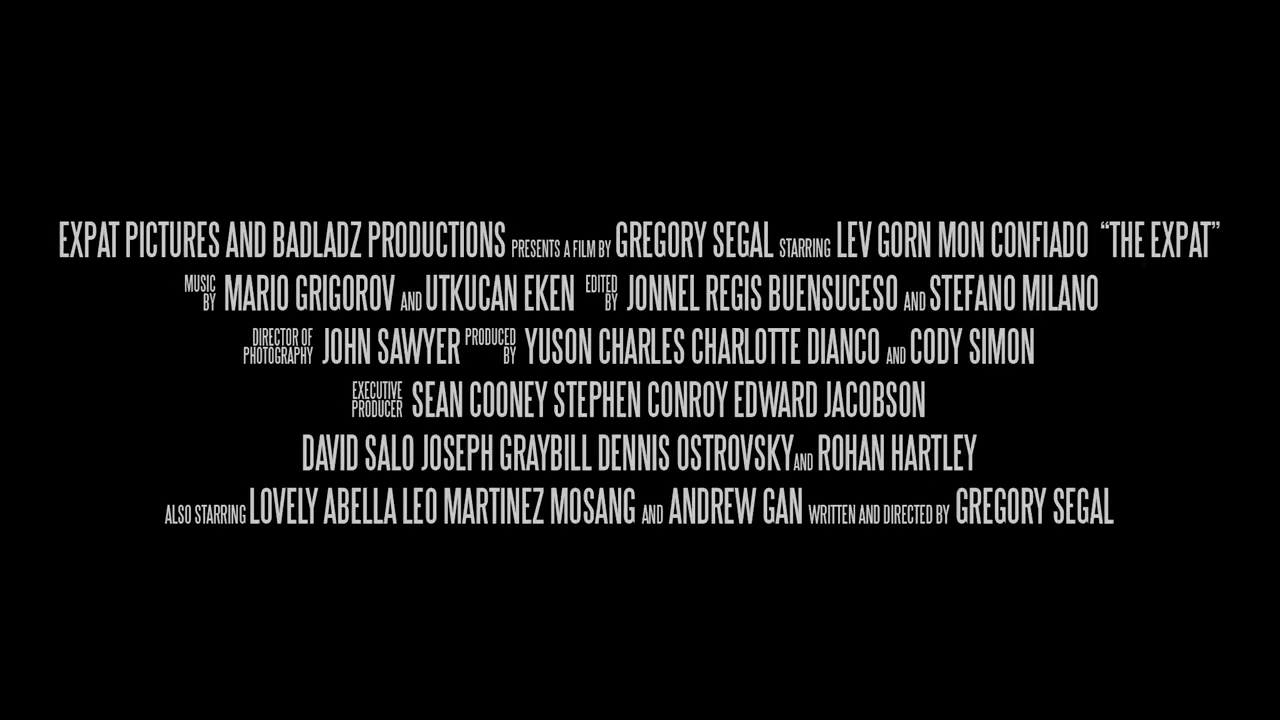 EXPAT PICTURES AND BADLADZ PRODUCTIONS PRESENTS A FILM BY GREGORY SEGAL STARRING LEV GORN MON CONFIADO “THE EXPAT”
MUSIC BY MARIO GRIGOROV AND UTKUCAN EKEN EDITED BY JONNEL REGIS BUENSUCESO AND STEFANO MILANO
DIRECTOR OF PHOTOGRAPHY JOHN SAWYER PRODUCED BY YUSON CHARLES CHARLOTTE DIANCO AND CODY SIMON
EXECUTIVE PRODUCER SEAN COONEY STEPHEN CONROY EDWARD JACOBSON
DAVID SALO JOSEPH GRAYBILL DENNIS OSTROVSKY AND ROHAN HARTLEY
ALSO STARRING LOVELY ABELLA LEO MARTINEZ MOSANG AND ANDREW GAN WRITTEN AND DIRECTED BY GREGORY SEGAL